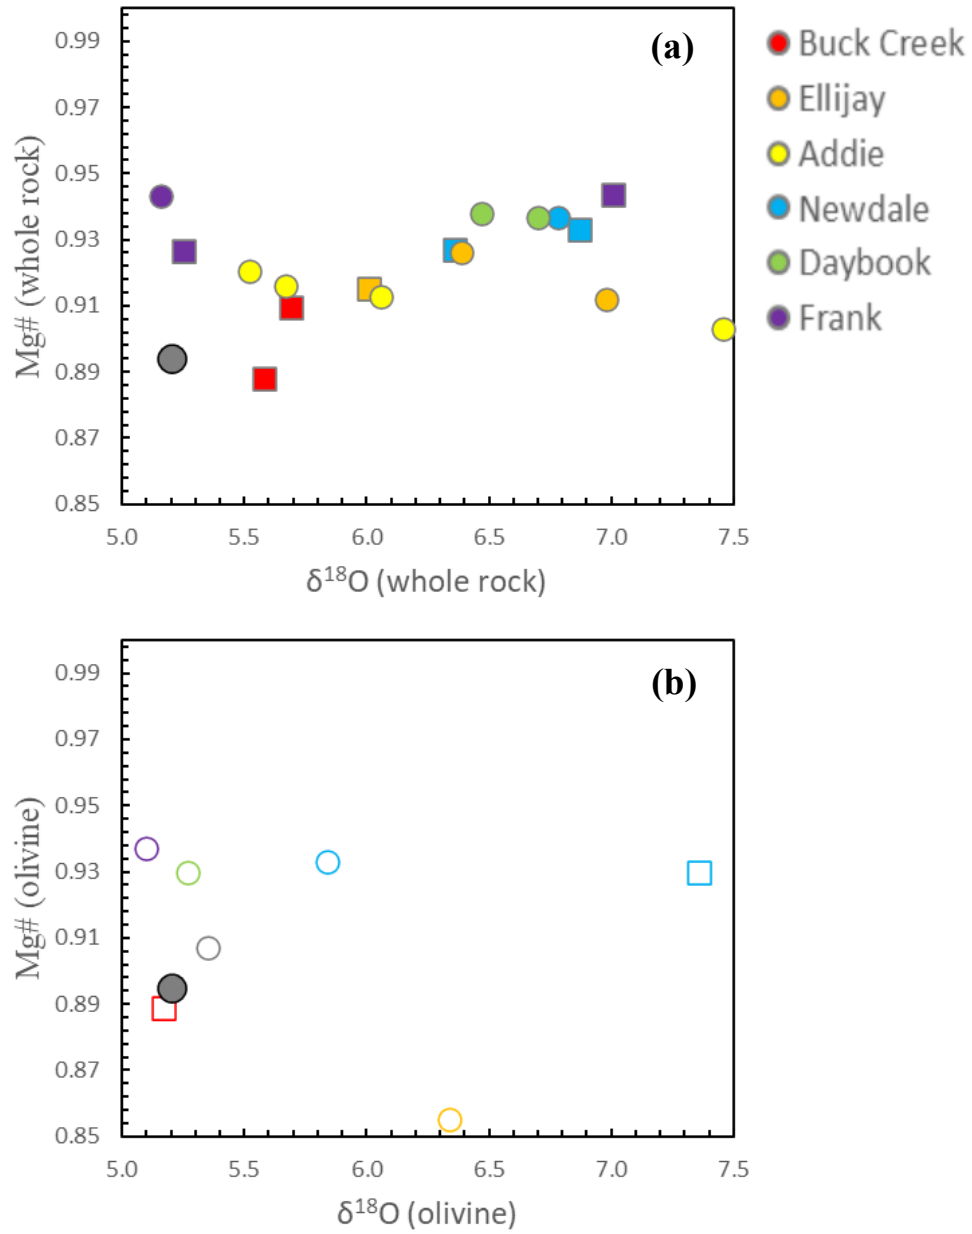 (a)
0.99
0.97
0.95
0.93
0.91
0.89
0.87
0.85
Mg# (whole rock)
5.0 5.5 6.0 6.5 7.0 7.5
δ¹⁸O (whole rock)
Buck Creek
Ellijay
Addie
Newdale
Daybook
Frank
(b)
0.99
0.97
0.95
0.93
0.91
0.89
0.87
0.85
Mg# (olivine)
5.0 5.5 6.0 6.5 7.0 7.5
δ¹⁸O (olivine)